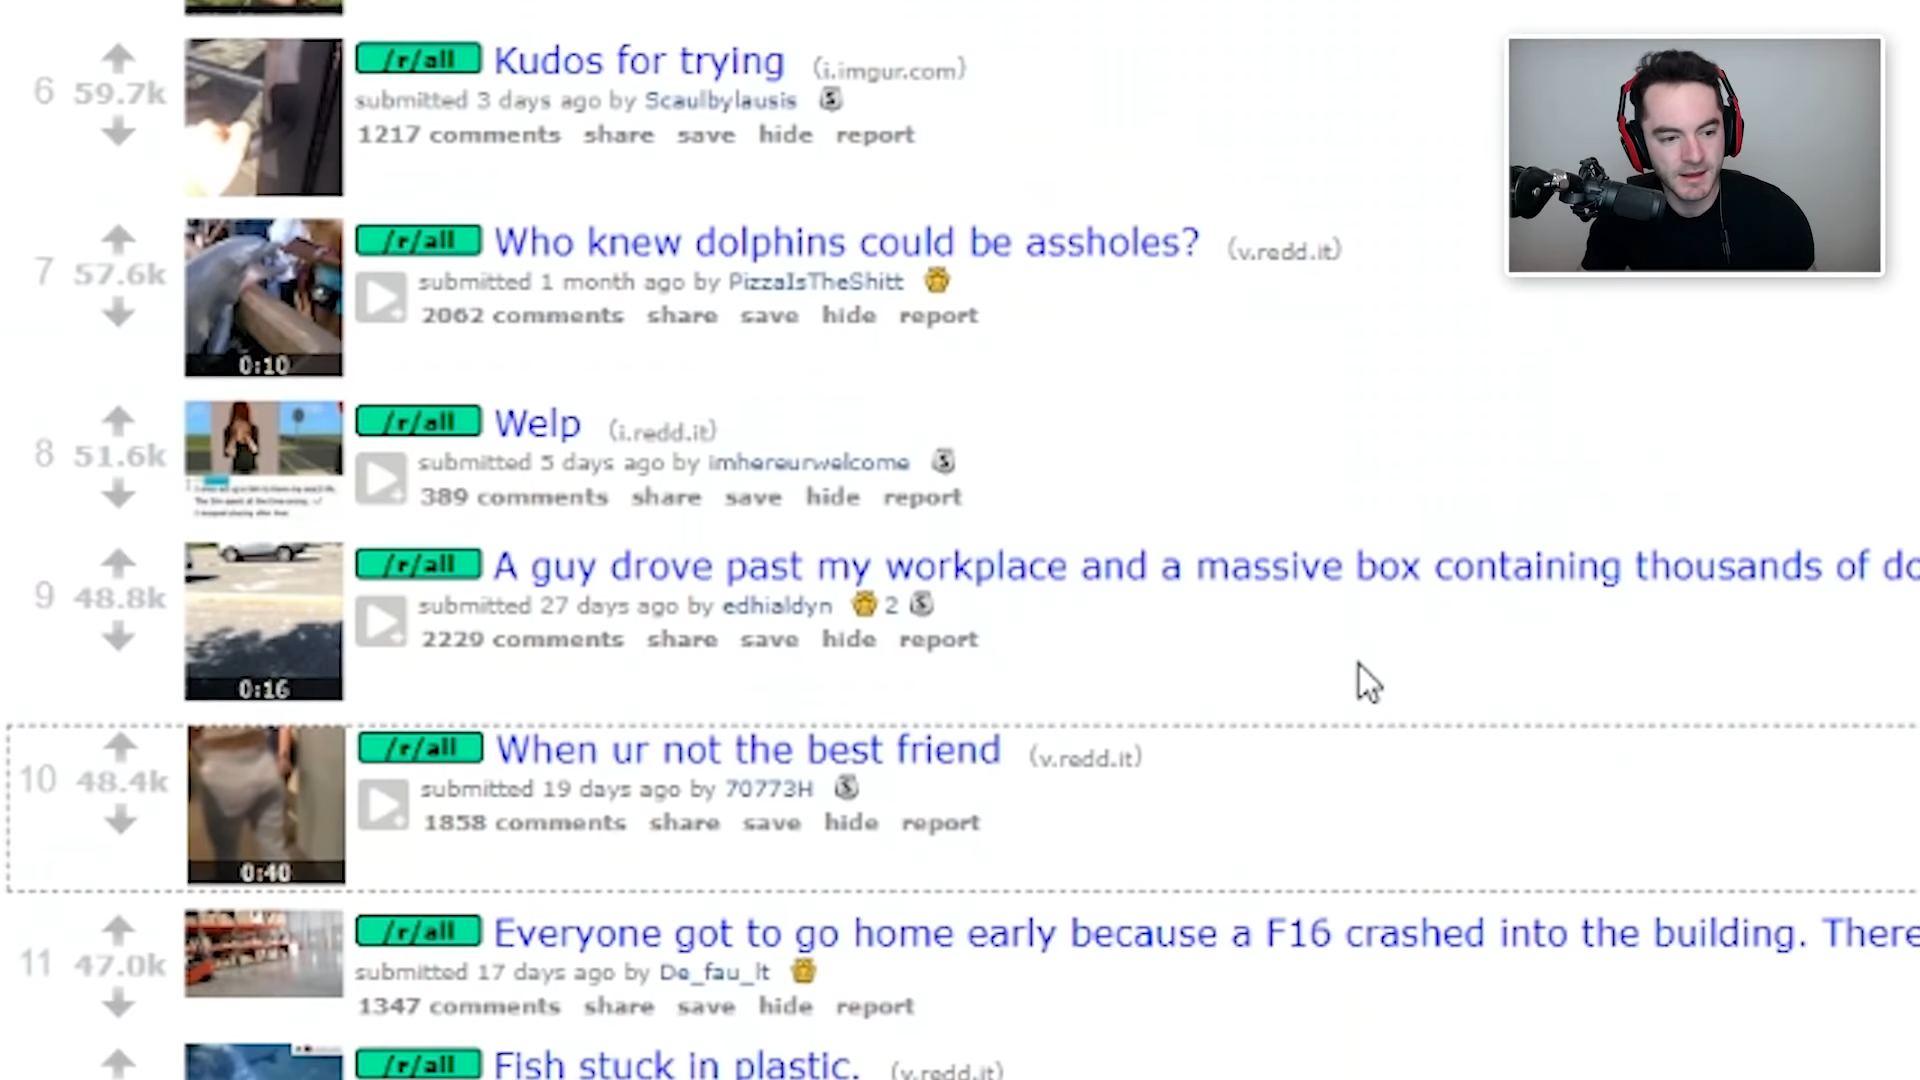 6 59.7k /r/all Kudos for trying (i.imgur.com)
submitted 3 days ago by Scaulbylausis
1217 comments share save hide report
7 57.6k /r/all Who knew dolphins could be assholes? (v.redd.it)
submitted 1 month ago by PizzaIsTheShitt
2062 comments share save hide report
0:10
8 51.6k /r/all Welp (i.redd.it)
submitted 5 days ago by imhereurwelcome
389 comments share save hide report
9 48.8k /r/all A guy drove past my workplace and a massive box containing thousands of do
submitted 27 days ago by edhialdyn 2
2229 comments share save hide report
0:16
10 48.4k /r/all When ur not the best friend (v.redd.it)
submitted 19 days ago by 70773H
1858 comments share save hide report
0:40
11 47.0k /r/all Everyone got to go home early because a F16 crashed into the building. There
submitted 17 days ago by De_fau_lt
1347 comments share save hide report
/r/all Fish stuck in plastic. (v.redd.it)